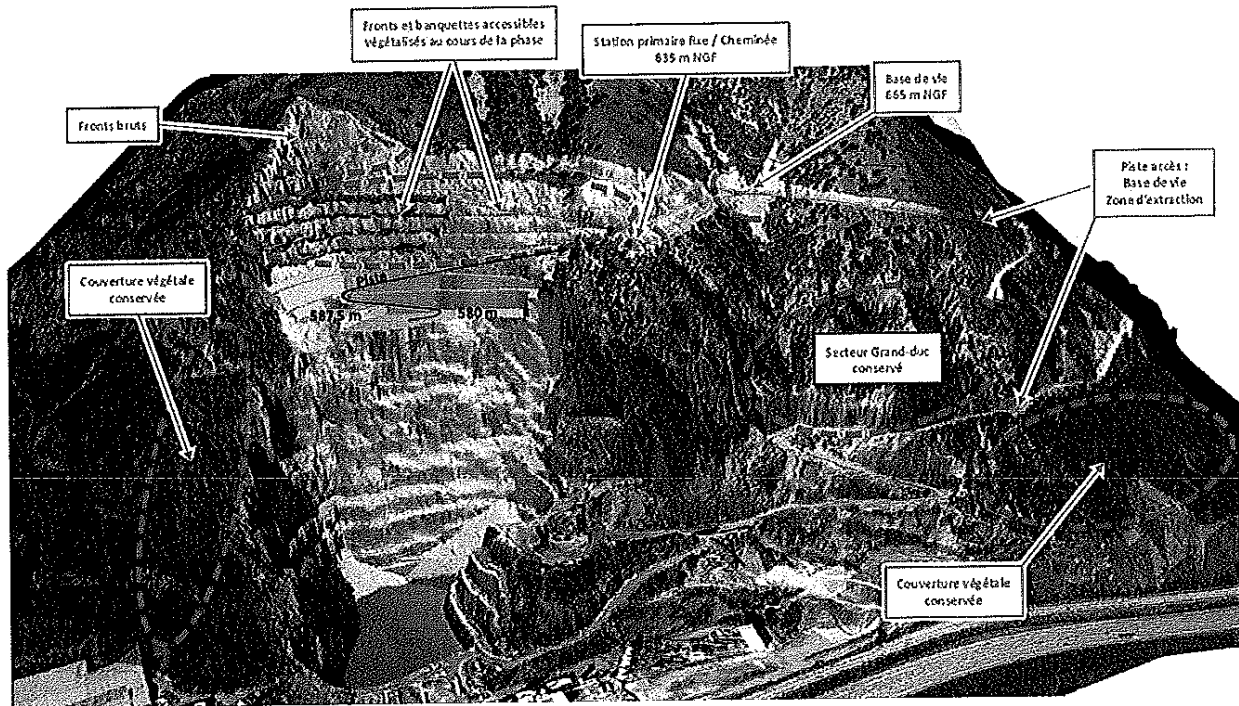 Fronts et banquettes accessibles
végétalisés au cours de la phase
Station primaire fixe / Cheminée
635 m NGF
Base de vie
665 m NGF
Fronts bruts
Piste accès :
Base de vie
Zone d'extraction
Couverture végétale
conservée
Piste
587,5 m
580 m
Secteur Grand-duc
conservé
Couverture végétale
conservée